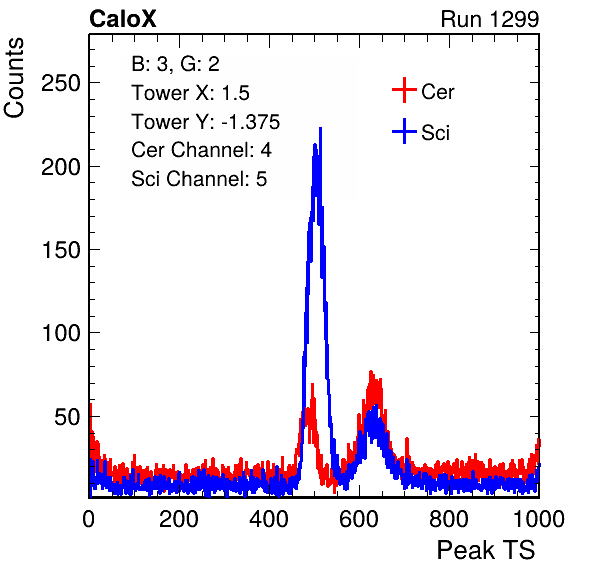 CaloX Run 1299
Counts
B: 3, G: 2
Tower X: 1.5
Tower Y: -1.375
Cer Channel: 4
Sci Channel: 5
Cer
Sci
250
200
150
100
50
0 200 400 600 800 1000
Peak TS